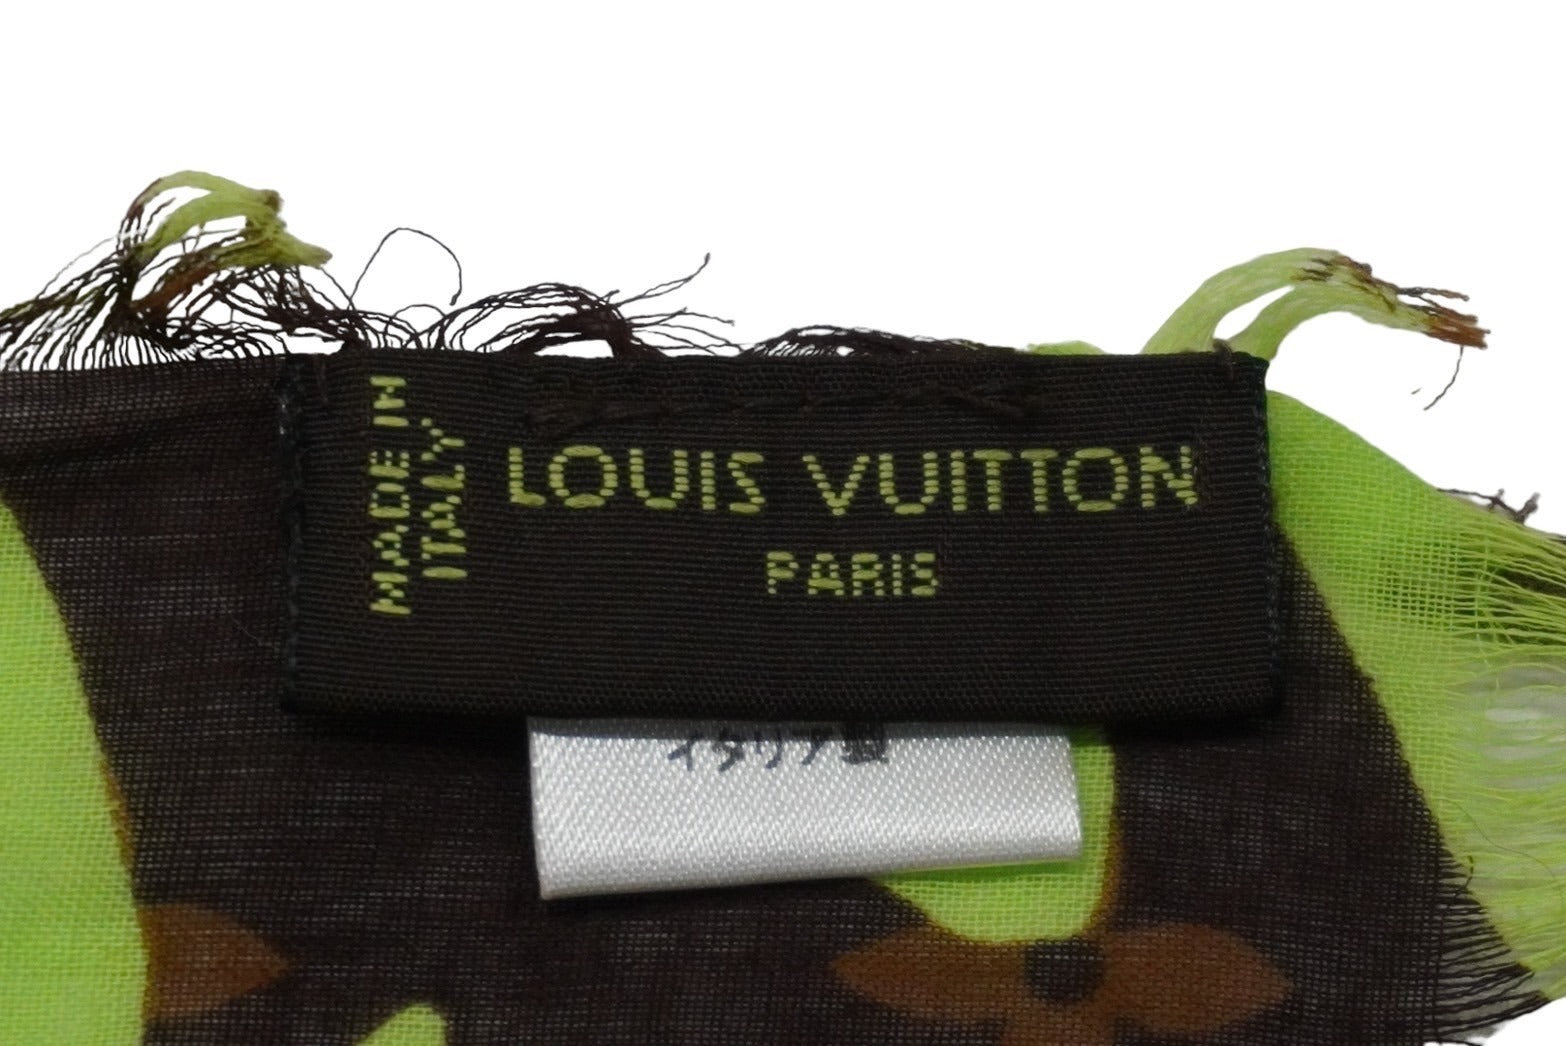 MADE IN
ITALY
LOUIS VUITTON
PARIS
イタリア製